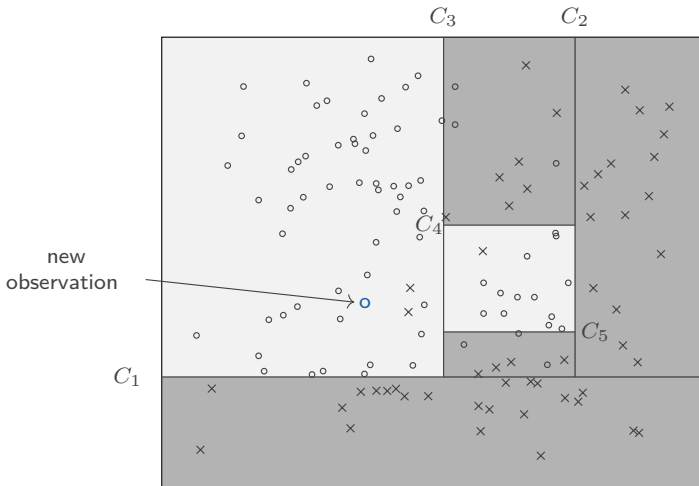 C₃ C₂
C₄
new
observation
C₅
C₁